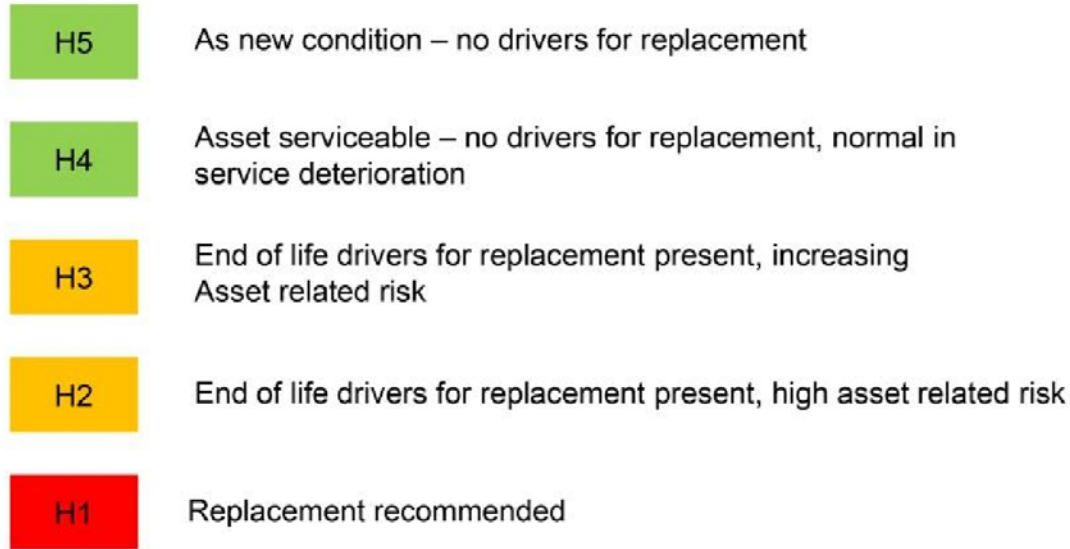 H5 As new condition – no drivers for replacement
H4 Asset serviceable – no drivers for replacement, normal in
service deterioration
H3 End of life drivers for replacement present, increasing
Asset related risk
H2 End of life drivers for replacement present, high asset related risk
H1 Replacement recommended